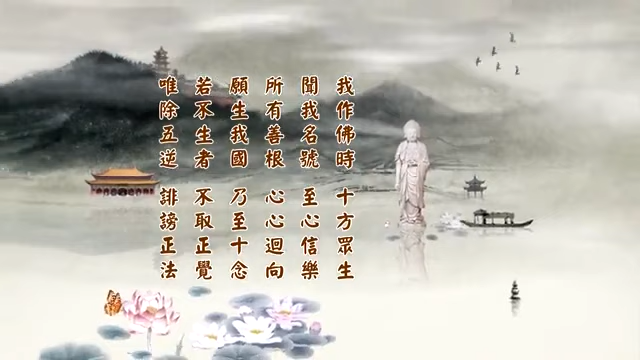 我作佛時 十方眾生
聞我名號 至心信樂
所有善根 心心迴向
願生我國 乃至十念
若不生者 不取正覺
唯除五逆 誹謗正法